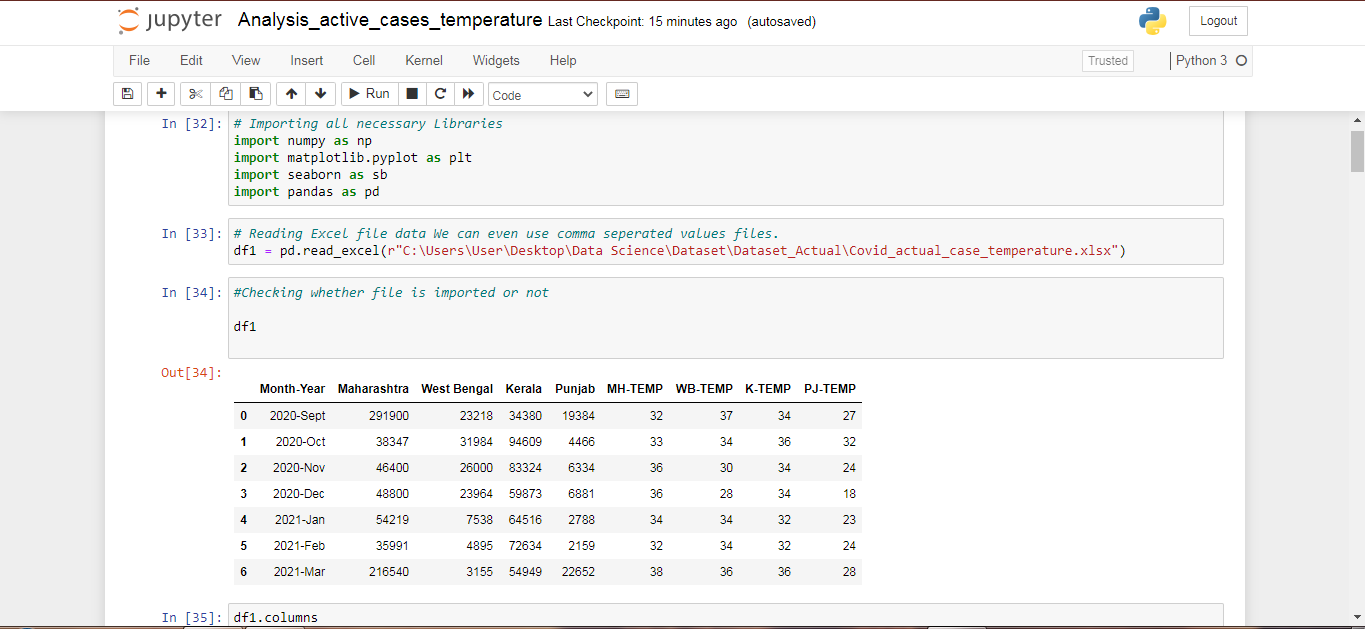 jupyter Analysis_active_cases_temperature Last Checkpoint: 15 minutes ago (autosaved) Logout
File Edit View Insert Cell Kernel Widgets Help Trusted Python 3
Run Code
In [32]: # Importing all necessary Libraries
import numpy as np
import matplotlib.pyplot as plt
import seaborn as sb
import pandas as pd
In [33]: # Reading Excel file data We can even use comma seperated values files.
df1 = pd.read_excel(r"C:\Users\User\Desktop\Data Science\Dataset\Dataset_Actual\Covid_actual_case_temperature.xlsx")
In [34]: #Checking whether file is imported or not
df1
Out[34]:
Month-Year Maharashtra West Bengal Kerala Punjab MH-TEMP WB-TEMP K-TEMP PJ-TEMP
0 2020-Sept 291900 23218 34380 19384 32 37 34 27
1 2020-Oct 38347 31984 94609 4466 33 34 36 32
2 2020-Nov 46400 26000 83324 6334 36 30 34 24
3 2020-Dec 48800 23964 59873 6881 36 28 34 18
4 2021-Jan 54219 7538 64516 2788 34 34 32 23
5 2021-Feb 35991 4895 72634 2159 32 34 32 24
6 2021-Mar 216540 3155 54949 22652 38 36 36 28
In [35]: df1.columns